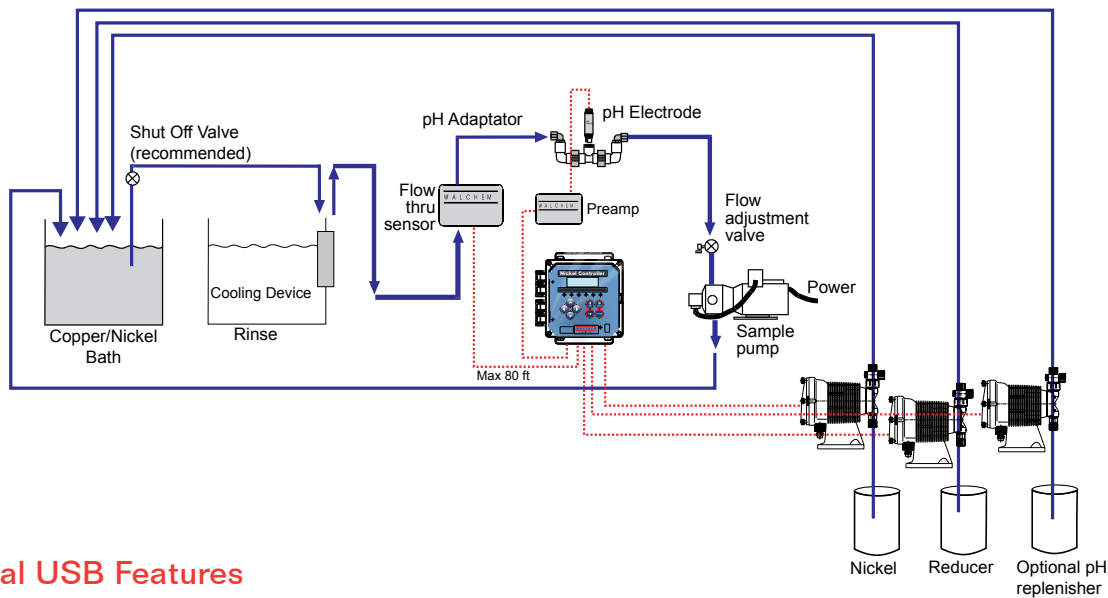 Shut Off Valve
(recommended)
pH Adaptator
pH Electrode
Flow
thru
sensor
WALCHEM
WALCHEM
Preamp
Flow
adjustment
valve
Nickel Controller
Power
Cooling Device
Copper/Nickel
Bath
Rinse
Sample
pump
Max 80 ft
Nickel
Reducer
Optional pH
replenisher
al USB Features